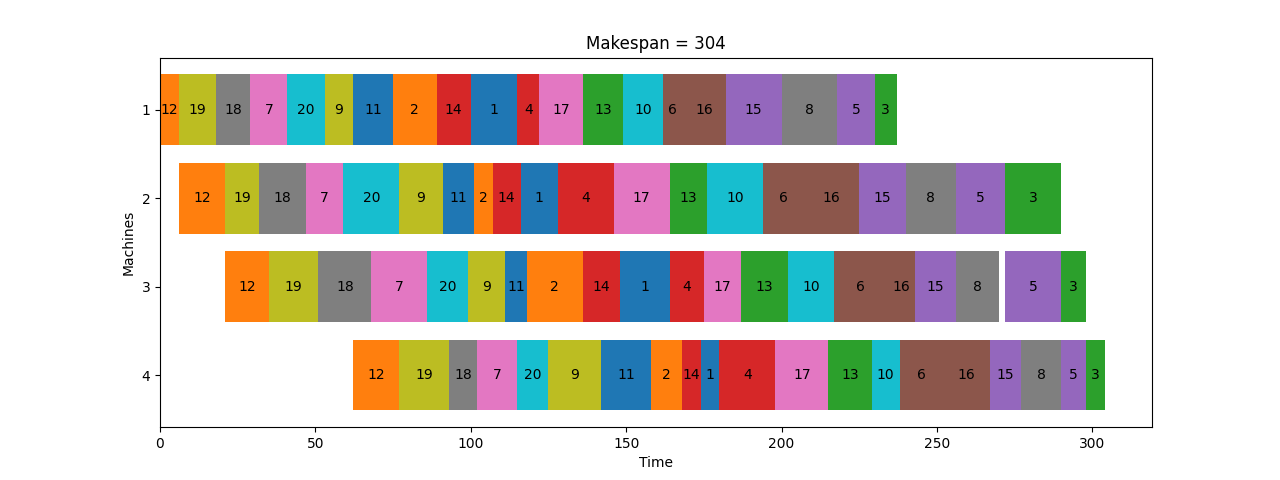 Makespan = 304
1 12 19 18 7 20 9 11 2 14 1 4 17 13 10 6 16 15 8 5 3
2 12 19 18 7 20 9 11 2 14 1 4 17 13 10 6 16 15 8 5 3
3 12 19 18 7 20 9 11 2 14 1 4 17 13 10 6 16 15 8 5 3
4 12 19 18 7 20 9 11 2 14 1 4 17 13 10 6 16 15 8 5 3
Machines
0 50 100 150 200 250 300
Time